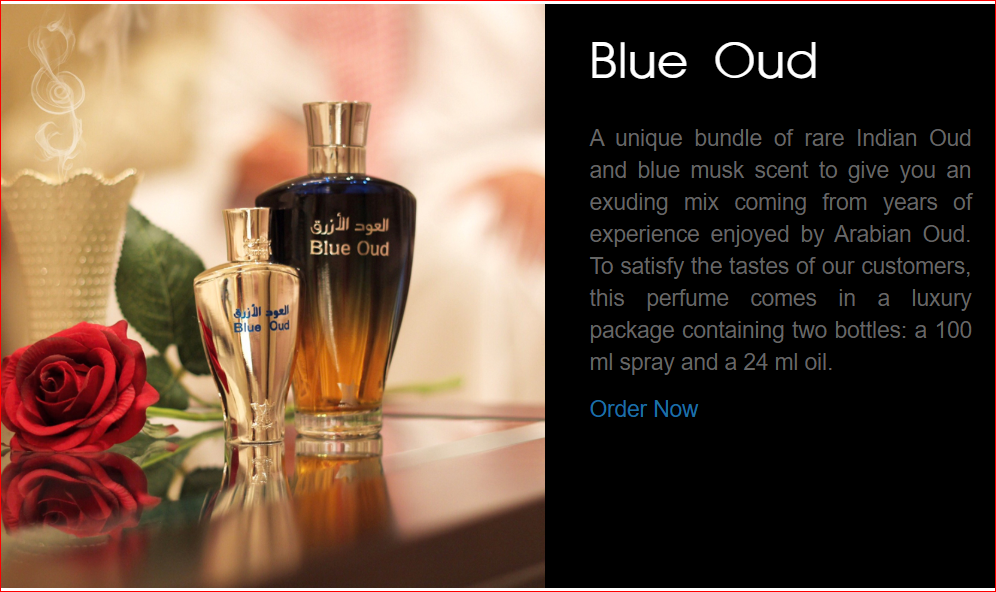 Blue Oud
A unique bundle of rare Indian Oud
and blue musk scent to give you an
exuding mix coming from years of
experience enjoyed by Arabian Oud.
To satisfy the tastes of our customers,
this perfume comes in a luxury
package containing two bottles: a 100
ml spray and a 24 ml oil.
Order Now
العود الأزرق
Blue Oud
العود الأزرق
Blue Oud